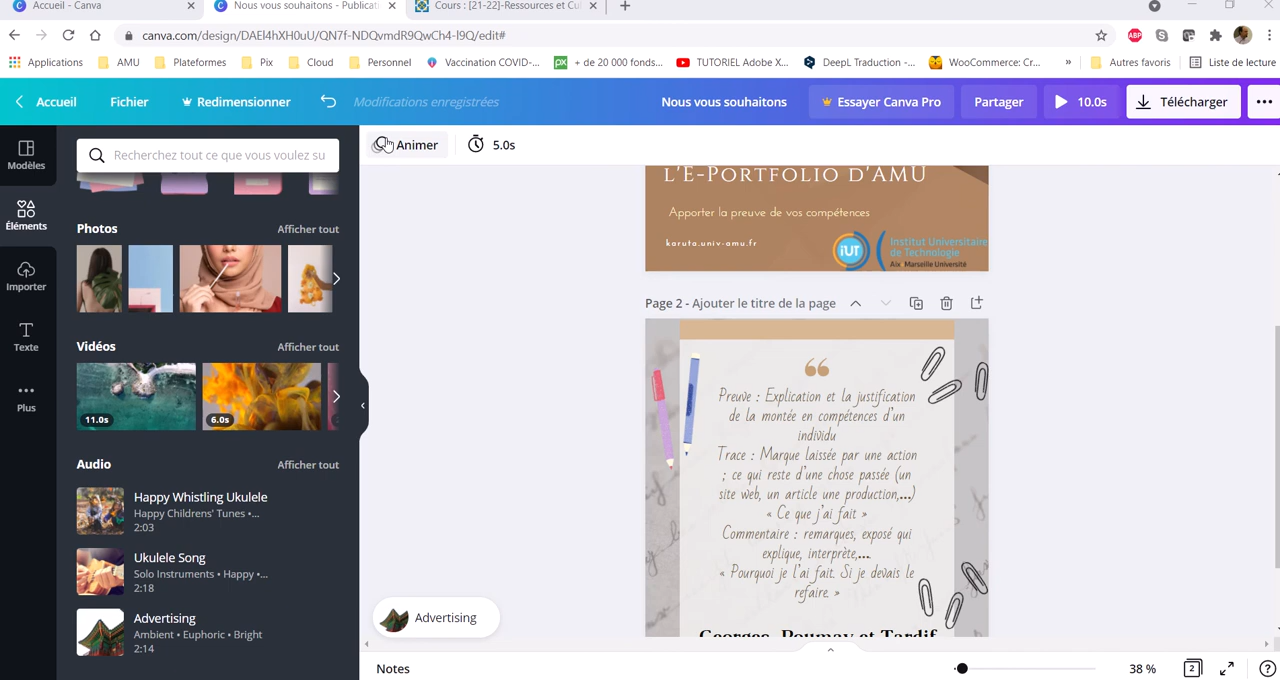 Accueil - Canva
Nous vous souhaitons - Publicat
Cours : [21-22]-Ressources et Cul
canva.com/design/DAEl4hXH0uU/QN7f-NDQvmdR9QwCh4-l9Q/edit#
Applications
AMU
Plateformes
Pix
Cloud
Personnel
Vaccination COVID-...
+ de 20 000 fonds...
TUTORIEL Adobe X...
DeepL Traduction -...
WooCommerce: Cr...
»
Autres favoris
Liste de lecture
Accueil
Fichier
Redimensionner
Modifications enregistrées
Nous vous souhaitons
Essayer Canva Pro
Partager
10.0s
Télécharger
Modèles
Éléments
Importer
Texte
Plus
Recherchez tout ce que vous voulez su
Photos
Afficher tout
Vidéos
Afficher tout
11.0s
6.0s
Audio
Afficher tout
Happy Whistling Ukulele
Happy Childrens' Tunes •...
2:03
Ukulele Song
Solo Instruments • Happy •...
2:18
Advertising
Ambient • Euphoric • Bright
2:14
Animer
5.0s
L'E-PORTFOLIO D'AMU
Apporter la preuve de vos compétences
karuta.univ-amu.fr
iUT
Institut Universitaire
de Technologie
Aix Marseille Université
Page 2 - Ajouter le titre de la page
Preuve : Explication et la justification
de la montée en compétences d'un
individu
Trace : Marque laissée par une action
; ce qui reste d'une chose passée (un
site web, un article une production,...)
« Ce que j'ai fait »
Commentaire : remarques, exposé qui
explique, interprète,...
« Pourquoi je l'ai fait. Si je devais le
refaire. »
Georges, Poumay et Tardif
Advertising
Notes
38 %
2